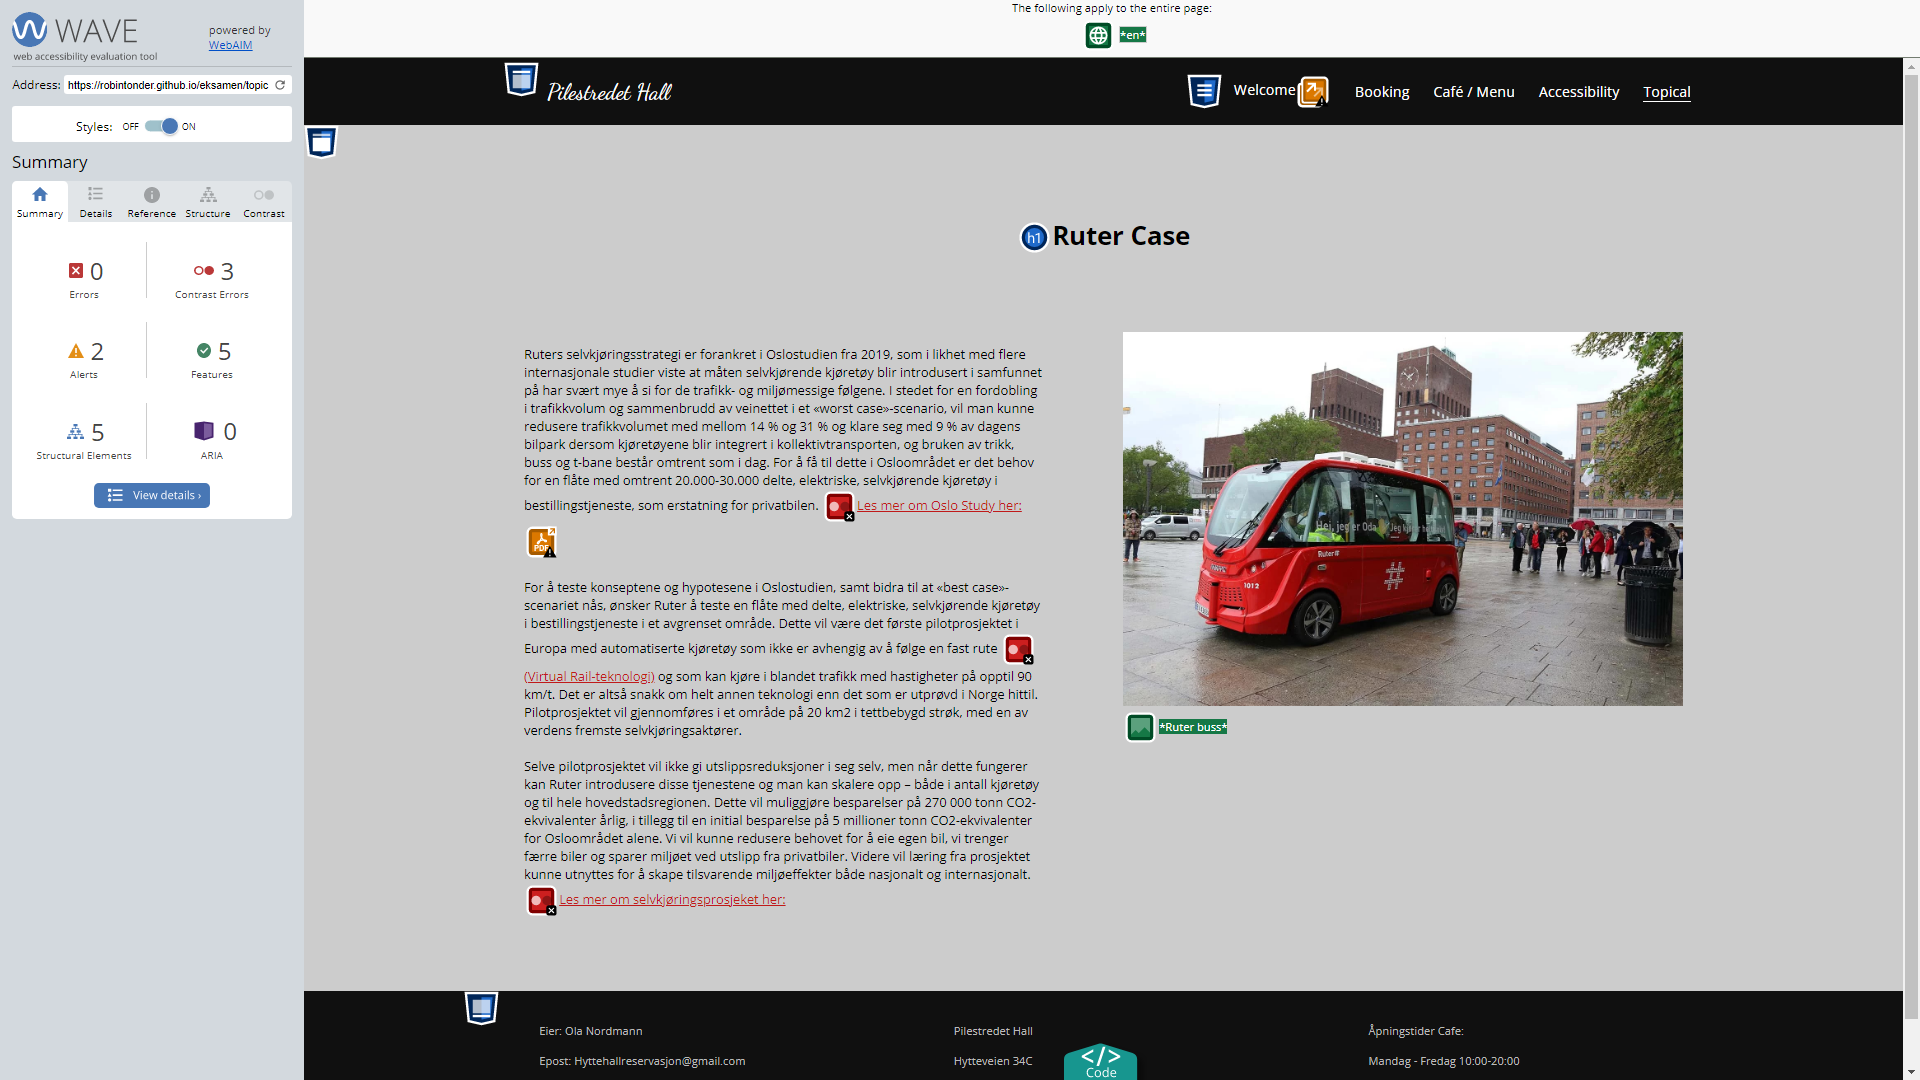 WAVE
web accessibility evaluation tool
powered by
WebAIM
Address: https://robintonder.github.io/eksamen/topic
Styles: OFF ON
Summary
Summary Details Reference Structure Contrast
0 Errors
3 Contrast Errors
2 Alerts
5 Features
5 Structural Elements
0 ARIA
View details ›
The following apply to the entire page:
*en*
Pilestredet Hall
Welcome Booking Café / Menu Accessibility Topical
h1 Ruter Case
Ruters selvkjøringsstrategi er forankret i Oslostudien fra 2019, som i likhet med flere
internasjonale studier viste at måten selvkjørende kjøretøy blir introdusert i samfunnet
på har svært mye å si for de trafikk- og miljømessige følgene. I stedet for en fordobling
i trafikkvolum og sammenbrudd av veinettet i et «worst case»-scenario, vil man kunne
redusere trafikkvolumet med mellom 14 % og 31 % og klare seg med 9 % av dagens
bilpark dersom kjøretøyene blir integrert i kollektivtransporten, og bruken av trikk,
buss og t-bane består omtrent som i dag. For å få til dette i Osloområdet er det behov
for en flåte med omtrent 20.000-30.000 delte, elektriske, selvkjørende kjøretøy i
bestillingstjeneste, som erstatning for privatbilen. Les mer om Oslo Study her:
PDF
For å teste konseptene og hypotesene i Oslostudien, samt bidra til at «best case»-
scenariet nås, ønsker Ruter å teste en flåte med delte, elektriske, selvkjørende kjøretøy
i bestillingstjeneste i et avgrenset område. Dette vil være det første pilotprosjektet i
Europa med automatiserte kjøretøy som ikke er avhengig av å følge en fast rute
(Virtual Rail-teknologi) og som kan kjøre i blandet trafikk med hastigheter på opptil 90
km/t. Det er altså snakk om helt annen teknologi enn det som er utprøvd i Norge hittil.
Pilotprosjektet vil gjennomføres i et område på 20 km2 i tettbebygd strøk, med en av
verdens fremste selvkjøringsaktører.
Selve pilotprosjektet vil ikke gi utslippsreduksjoner i seg selv, men når dette fungerer
kan Ruter introdusere disse tjenestene og man kan skalere opp – både i antall kjøretøy
og til hele hovedstadsregionen. Dette vil muliggjøre besparelser på 270 000 tonn CO2-
ekvivalenter årlig, i tillegg til en initial besparelse på 5 millioner tonn CO2-ekvivalenter
for Osloområdet alene. Vi vil kunne redusere behovet for å eie egen bil, vi trenger
færre biler og sparer miljøet ved utslipp fra privatbiler. Videre vil læring fra prosjektet
kunne utnyttes for å skape tilsvarende miljøeffekter både nasjonalt og internasjonalt.
Les mer om selvkjøringsprosjeket her:
Hei, jeg er Oda
Ruter#
1012
#
*Ruter buss*
Eier: Ola Nordmann
Epost: Hyttehallreservasjon@gmail.com
Pilestredet Hall
Hytteveien 34C
Åpningstider Cafe:
Mandag - Fredag 10:00-20:00
</>
Code